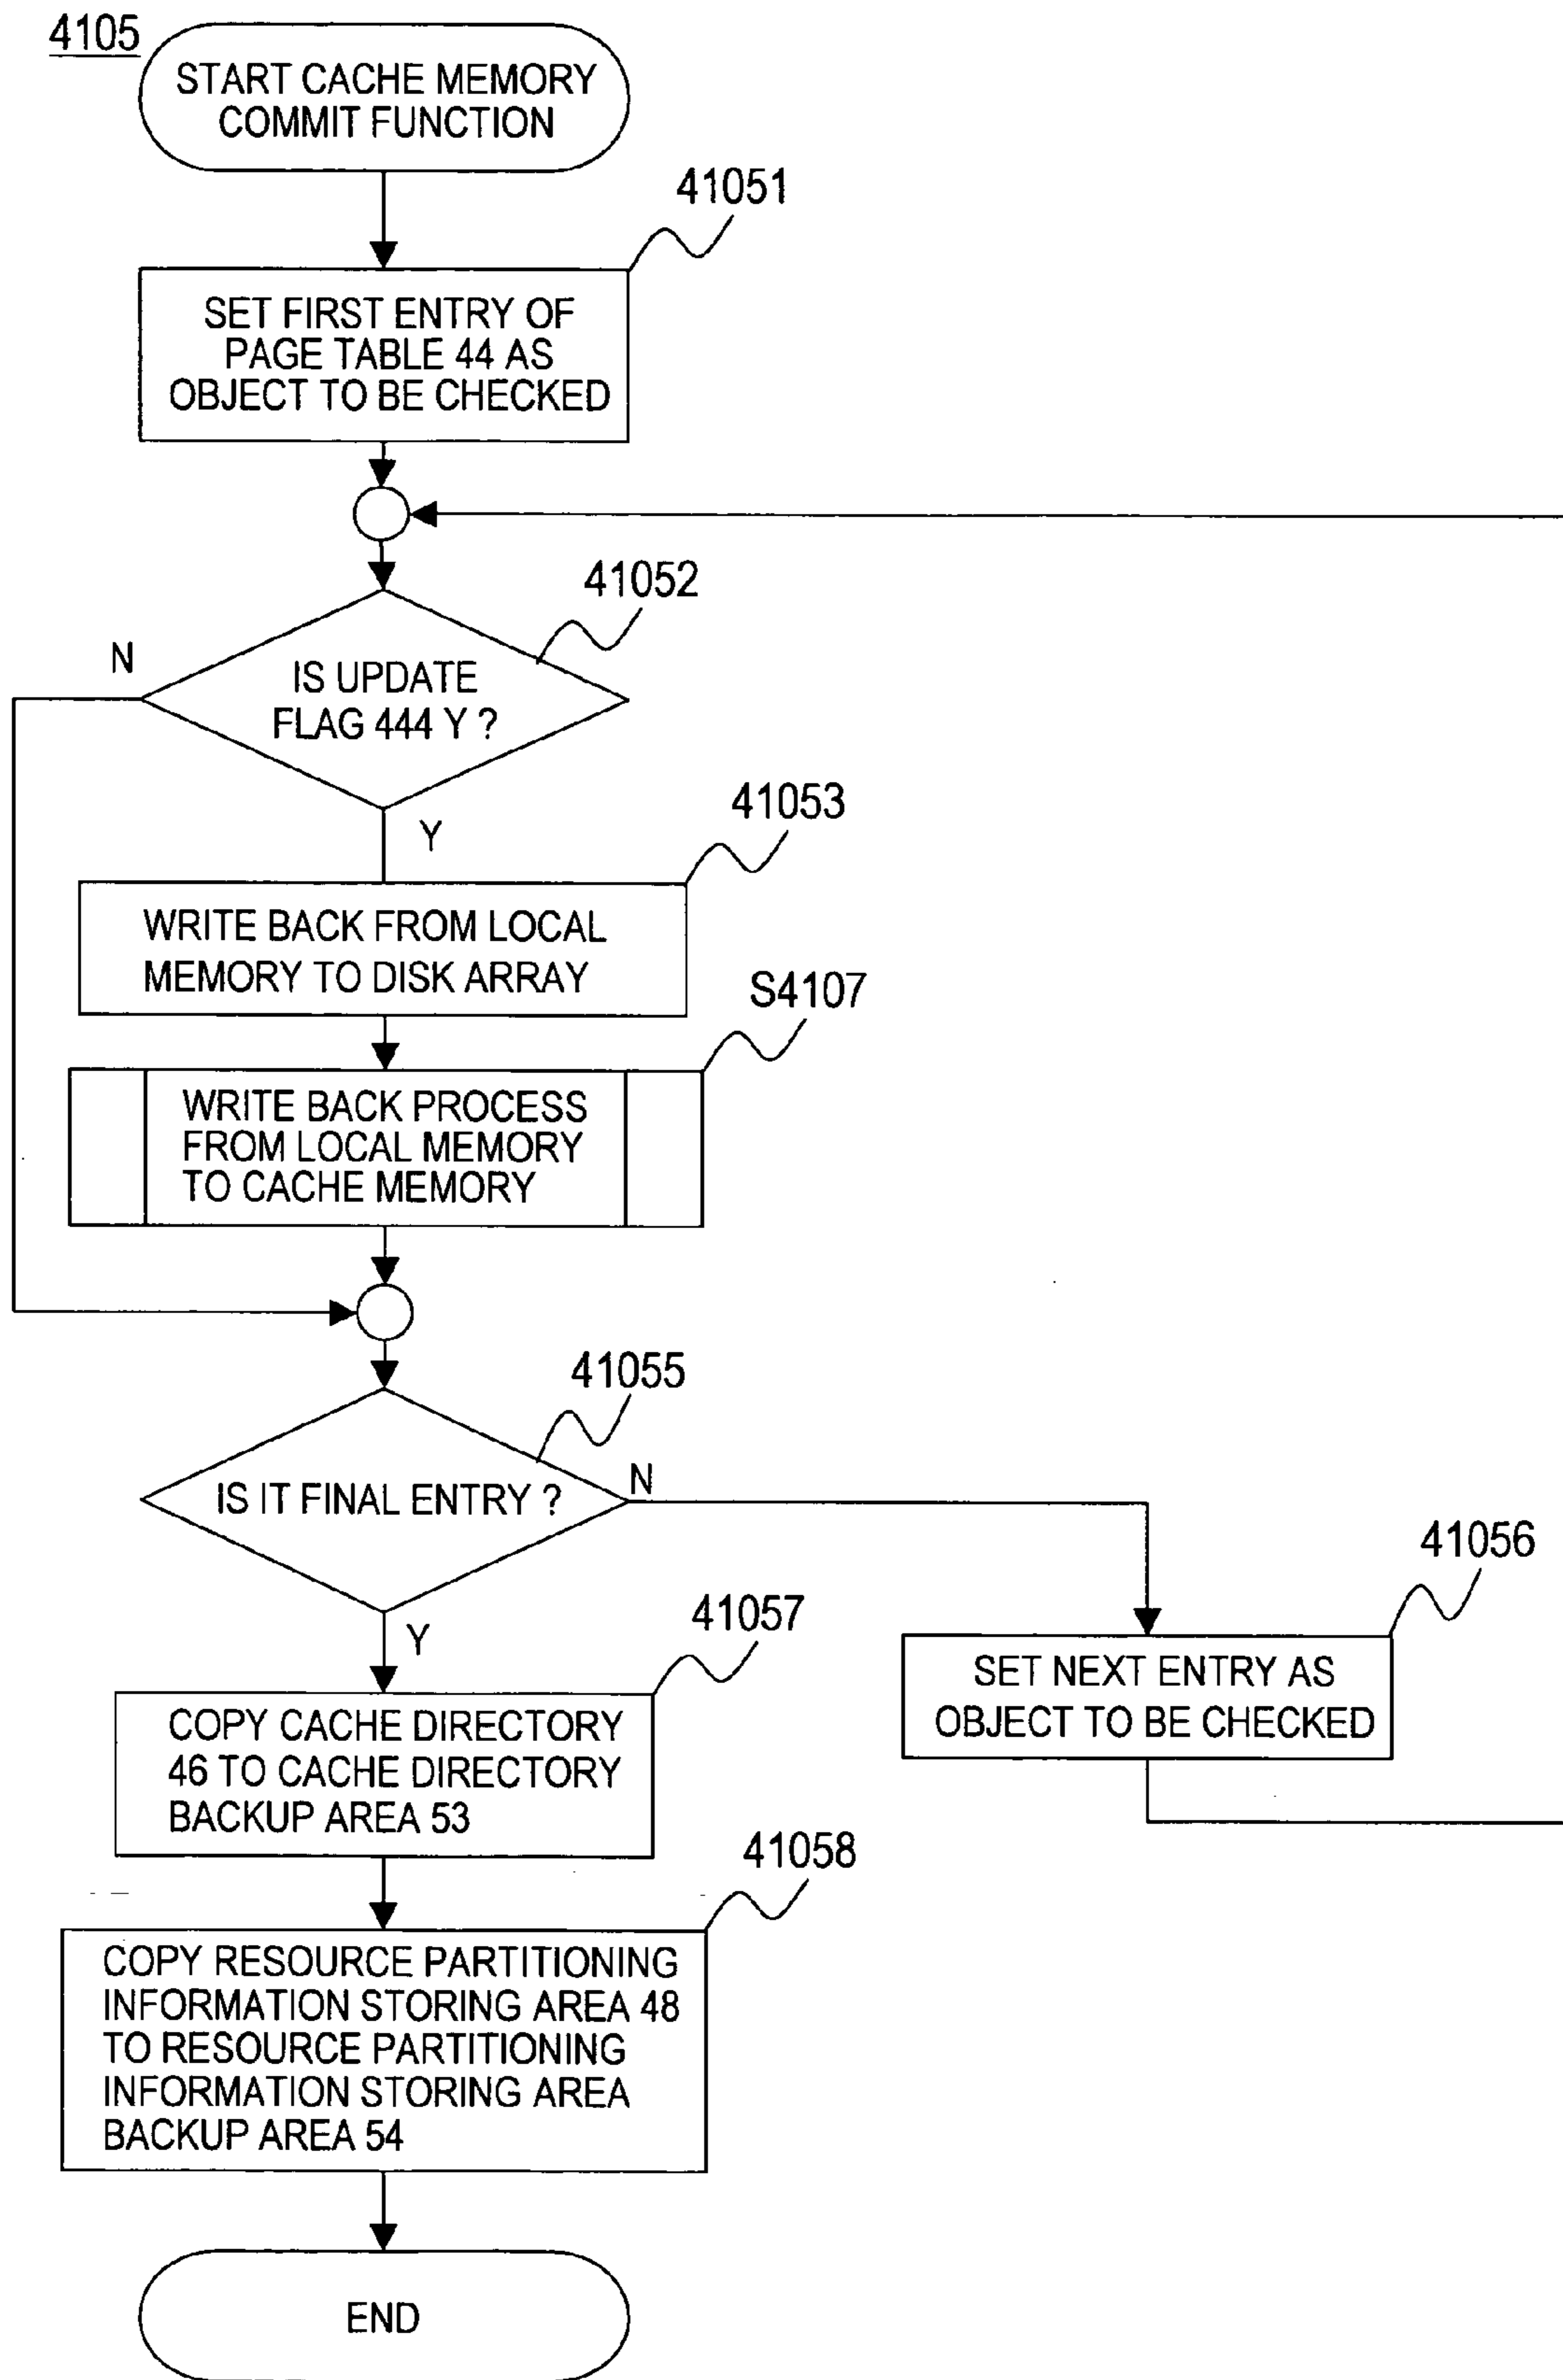 4105
START CACHE MEMORY
COMMIT FUNCTION
41051
SET FIRST ENTRY OF
PAGE TABLE 44 AS
OBJECT TO BE CHECKED
41052
N
IS UPDATE
FLAG 444 Y ?
Y
41053
WRITE BACK FROM LOCAL
MEMORY TO DISK ARRAY
S4107
WRITE BACK PROCESS
FROM LOCAL MEMORY
TO CACHE MEMORY
41055
IS IT FINAL ENTRY ?
N
41056
SET NEXT ENTRY AS
OBJECT TO BE CHECKED
Y
41057
COPY CACHE DIRECTORY
46 TO CACHE DIRECTORY
BACKUP AREA 53
41058
COPY RESOURCE PARTITIONING
INFORMATION STORING AREA 48
TO RESOURCE PARTITIONING
INFORMATION STORING AREA
BACKUP AREA 54
END